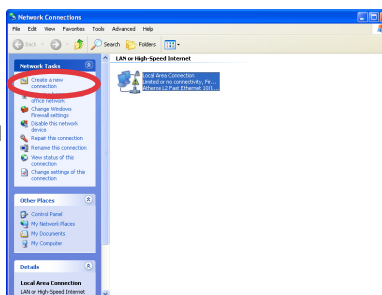 Network Connections
File Edit View Favorites Tools Advanced Help
Back Search Folders
Network Tasks
LAN or High-Speed Internet
Create a new
connection
office network
Change Windows
Firewall settings
Disable this network
device
Repair this connection
Rename this connection
View status of this
connection
Change settings of this
connection
Local Area Connection
Limited or no connectivity, Fir...
Atheros L2 Fast Ethernet 10/1...
Other Places
Control Panel
My Network Places
My Documents
My Computer
Details
Local Area Connection
LAN or High-Speed Internet